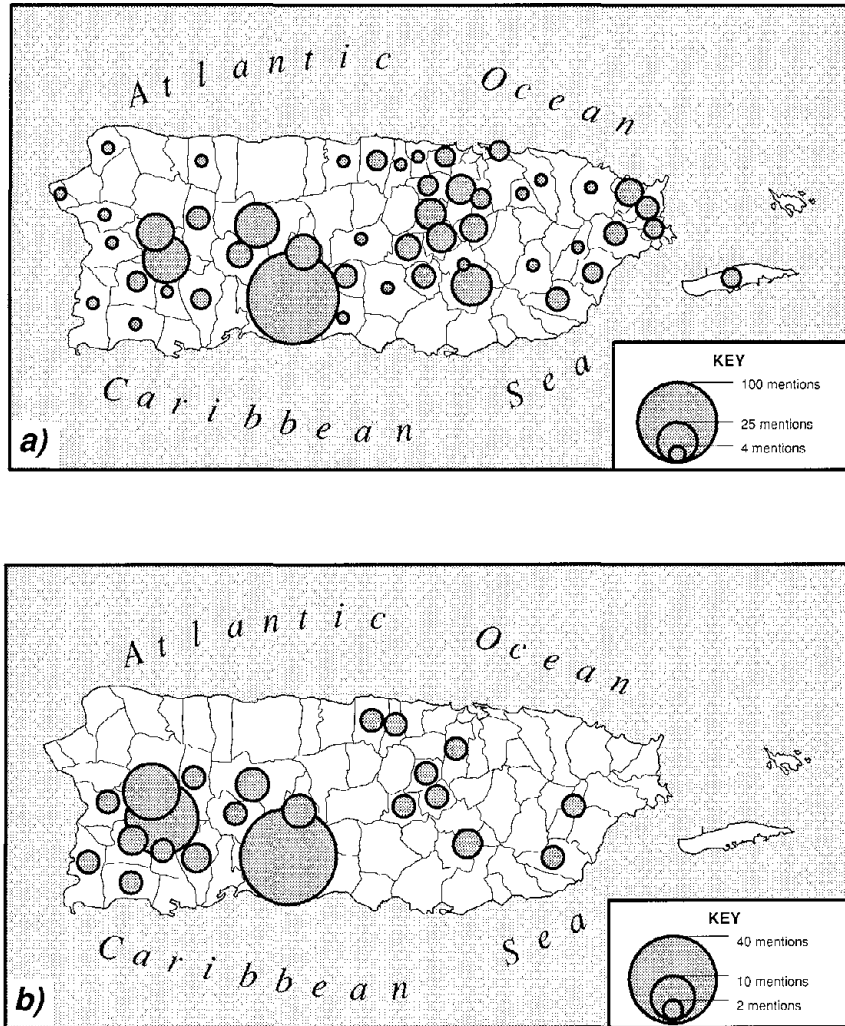 Atlantic Ocean
Caribbean Sea
KEY
100 mentions
25 mentions
4 mentions
a)
Atlantic Ocean
Caribbean Sea
KEY
40 mentions
10 mentions
2 mentions
b)